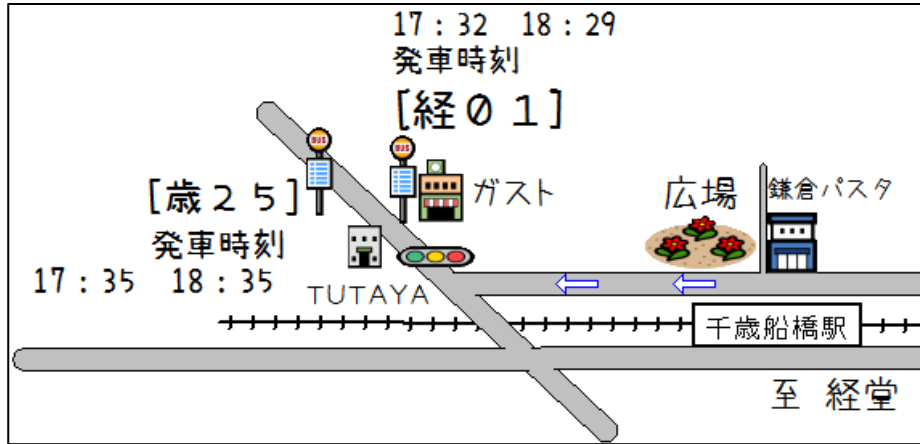 17：32　18：29
発車時刻
[経０１]
BUS
BUS
[歳２５]
発車時刻
17：35　18：35
ガスト
広場
鎌倉パスタ
TUTAYA
千歳船橋駅
至 経堂